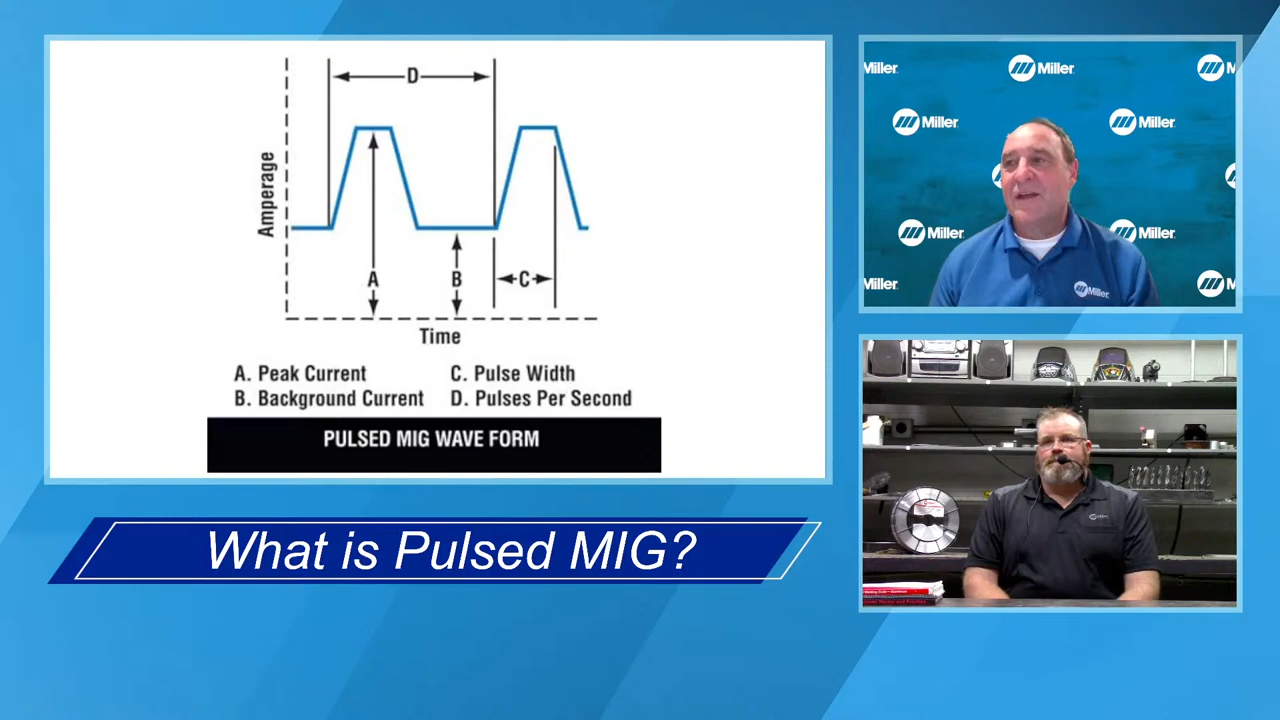 D
Amperage
A
B
C
Time
A. Peak Current
C. Pulse Width
B. Background Current
D. Pulses Per Second
PULSED MIG WAVE FORM
What is Pulsed MIG?
Miller
Miller
Miller
Miller
Miller
Miller
Miller
Miller
Miller